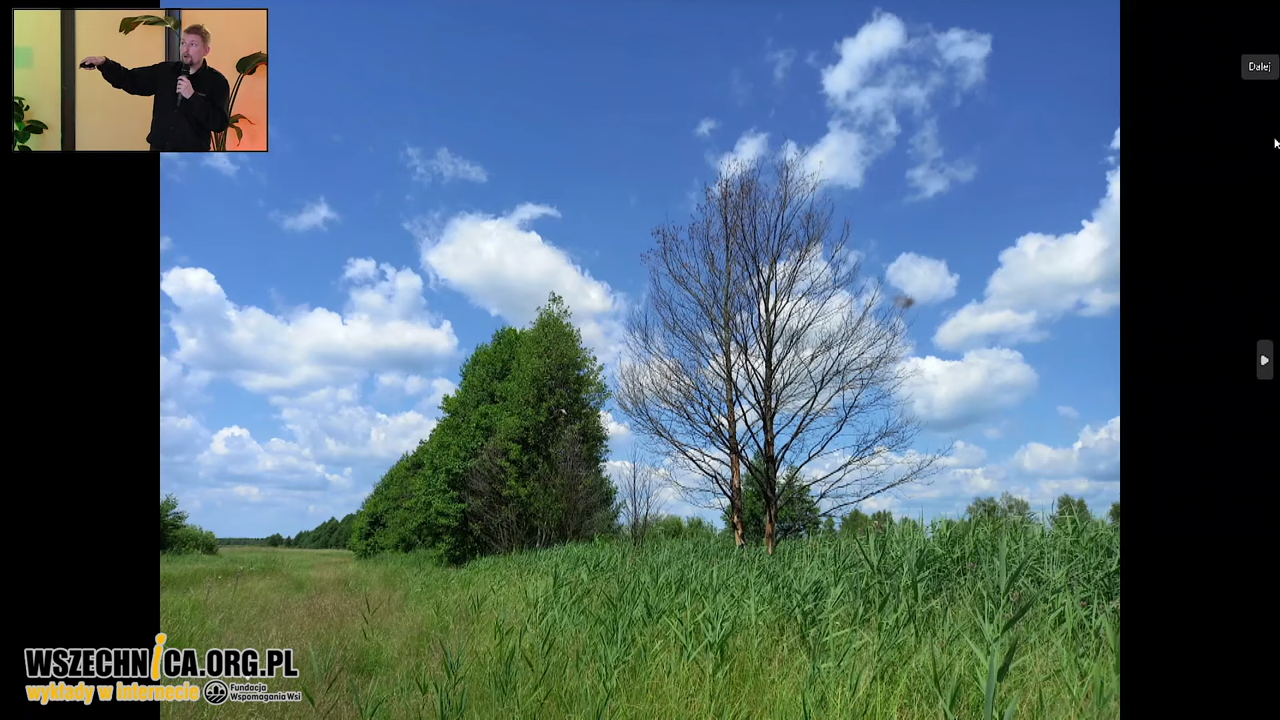 Dalej
WSZECHNiCA.ORG.PL
wykłady w internecie
Fundacja
Wspomagania Wsi